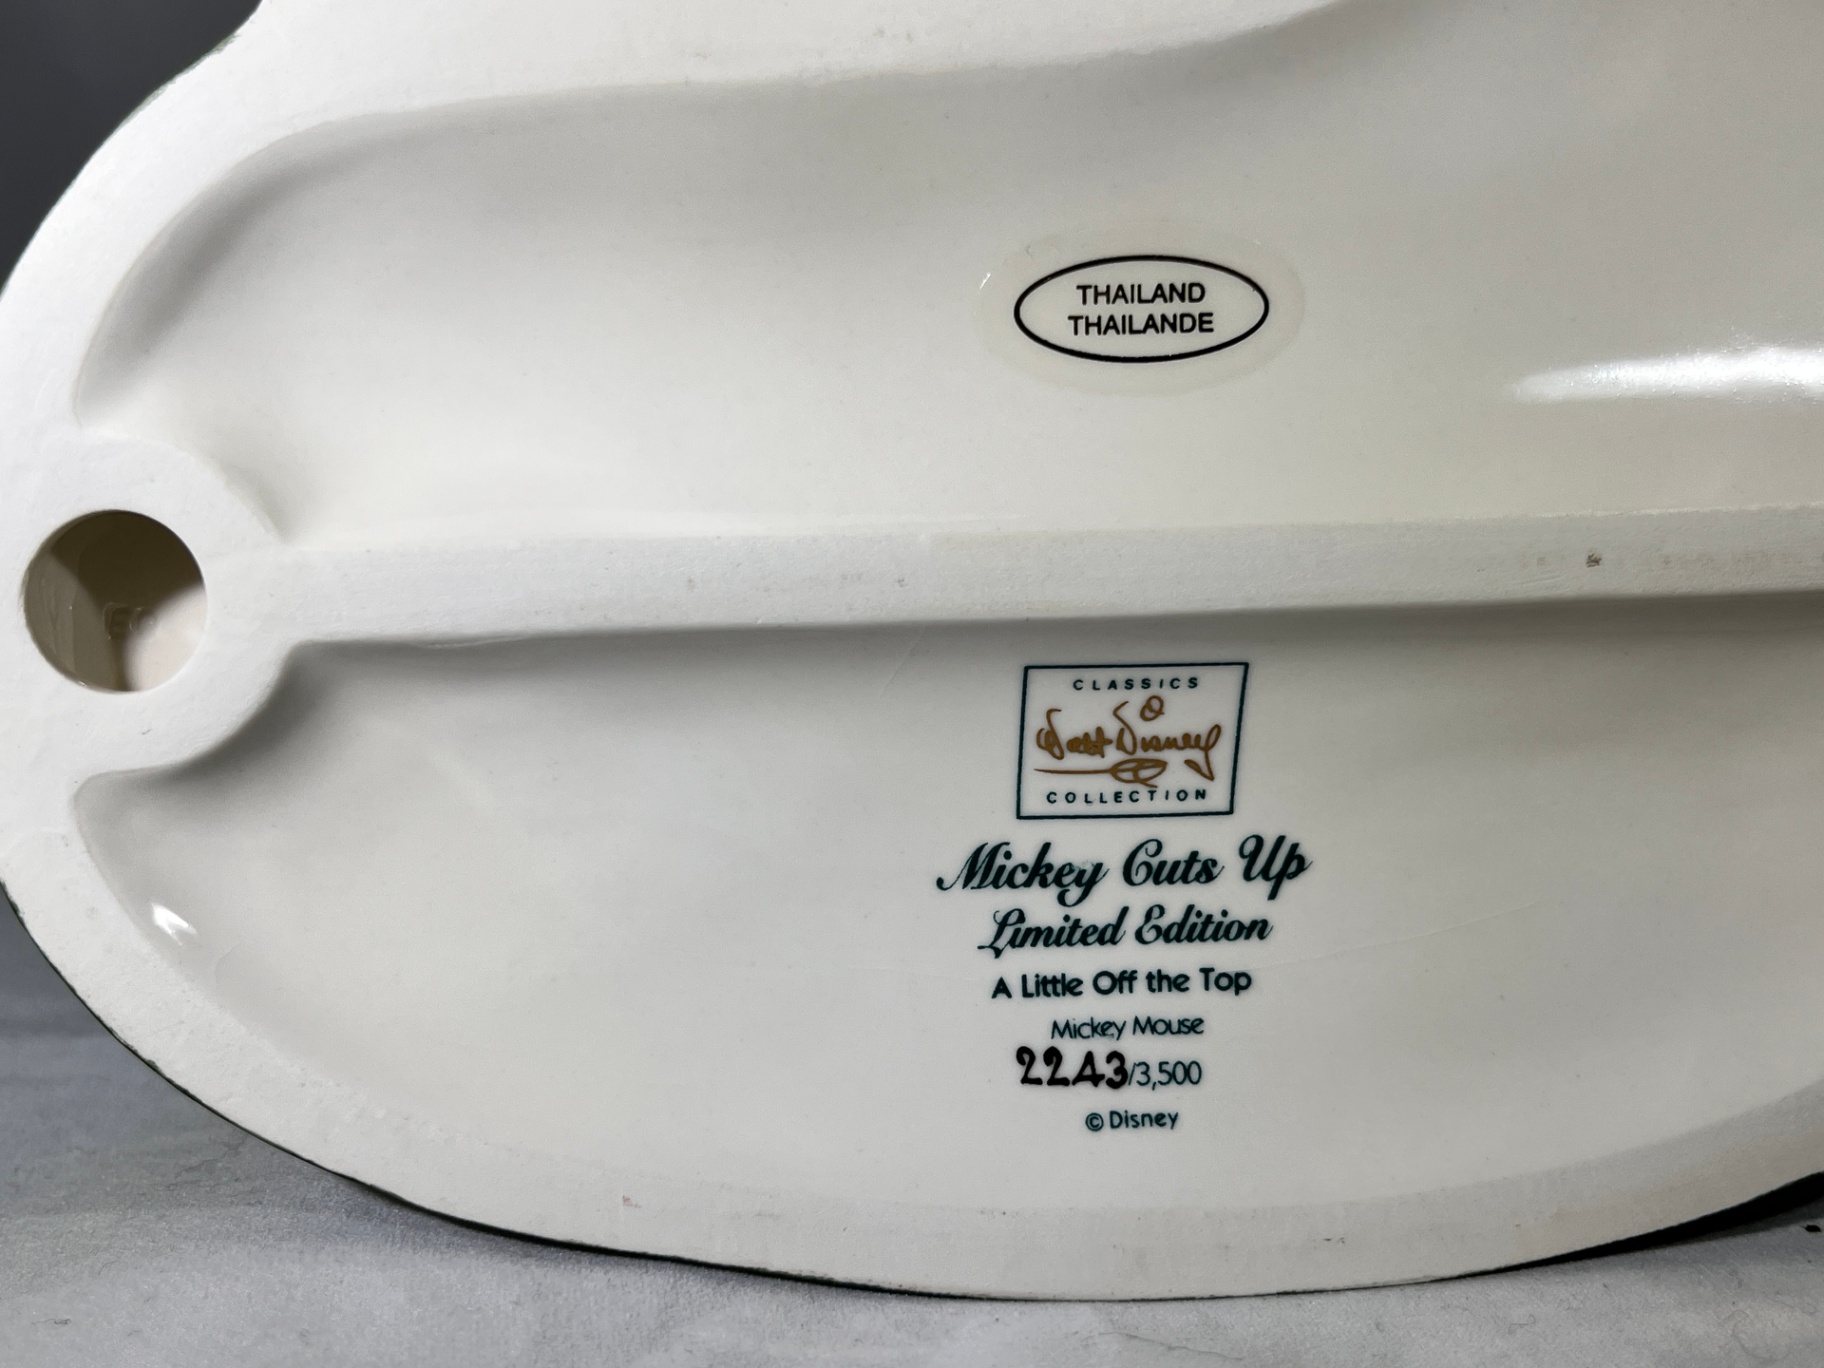 THAILAND
THAILANDE
CLASSICS
Walt Disney
COLLECTION
Mickey Cuts Up
Limited Edition
A Little Off the Top
Mickey Mouse
2243/3,500
© Disney